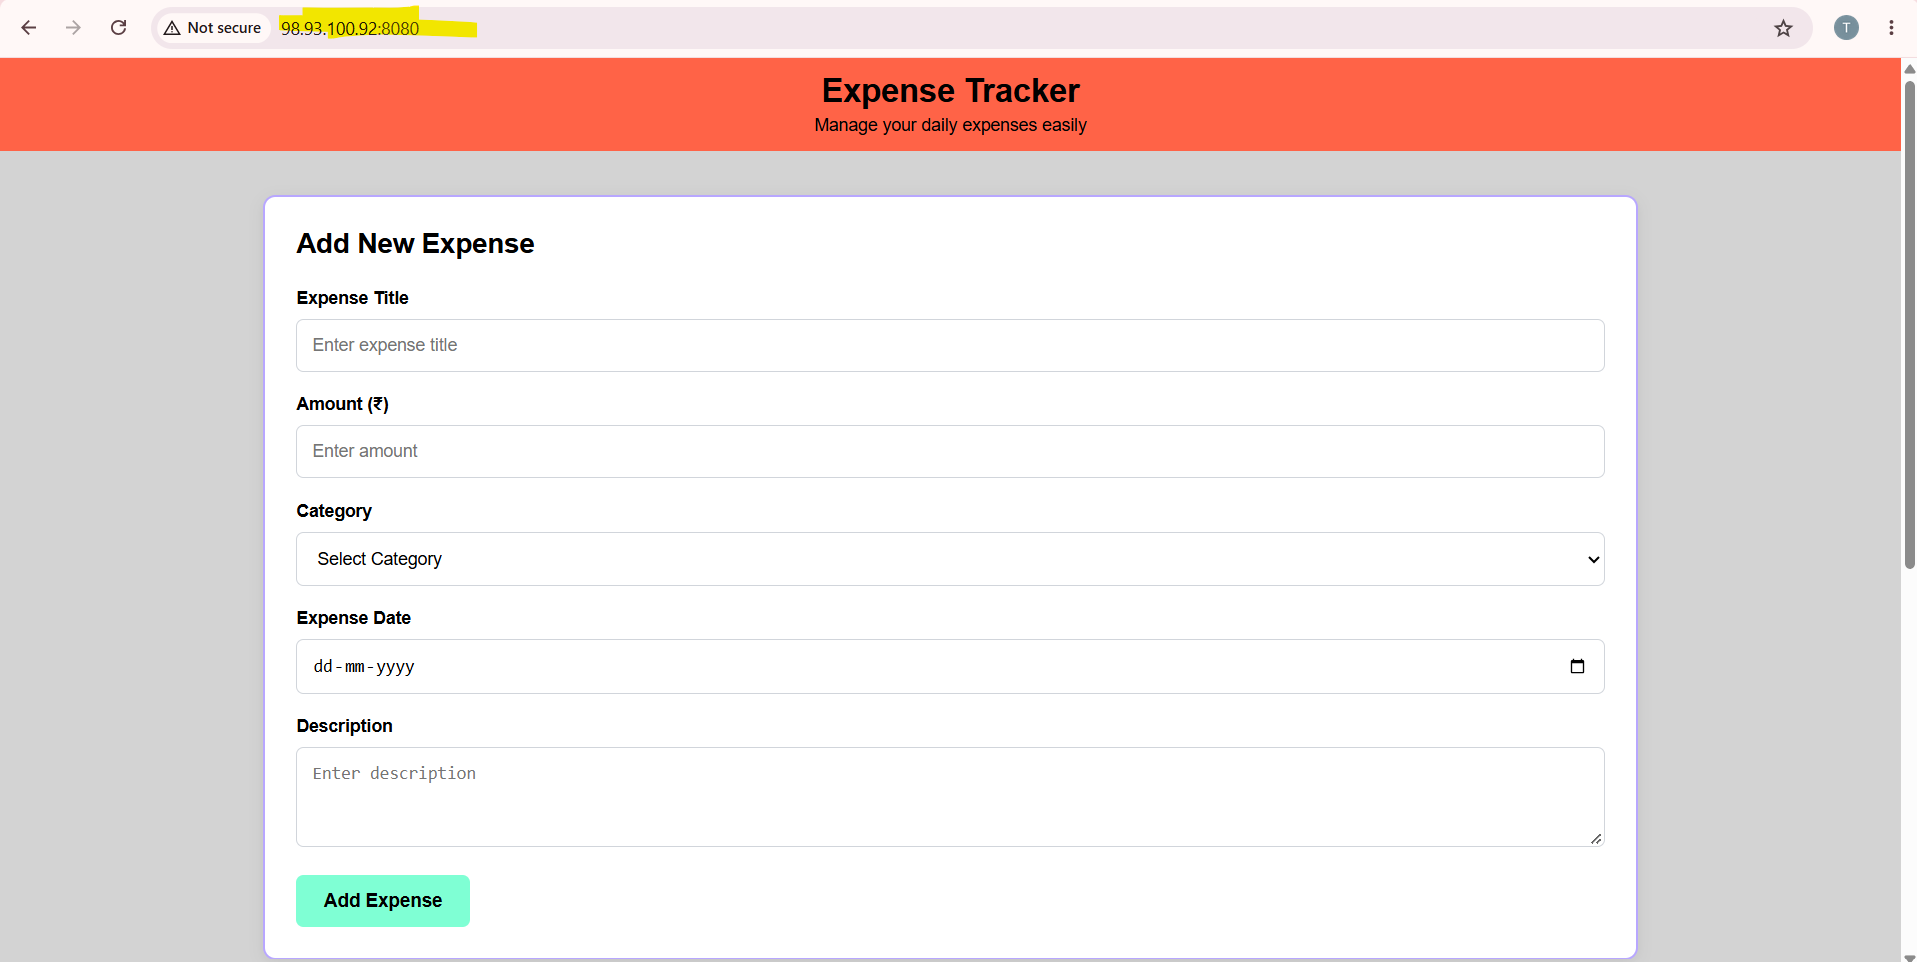 Not secure 98.93.100.92:8080
T
Expense Tracker
Manage your daily expenses easily
Add New Expense
Expense Title
Enter expense title
Amount (₹)
Enter amount
Category
Select Category
Expense Date
dd-mm-yyyy
Description
Enter description
Add Expense